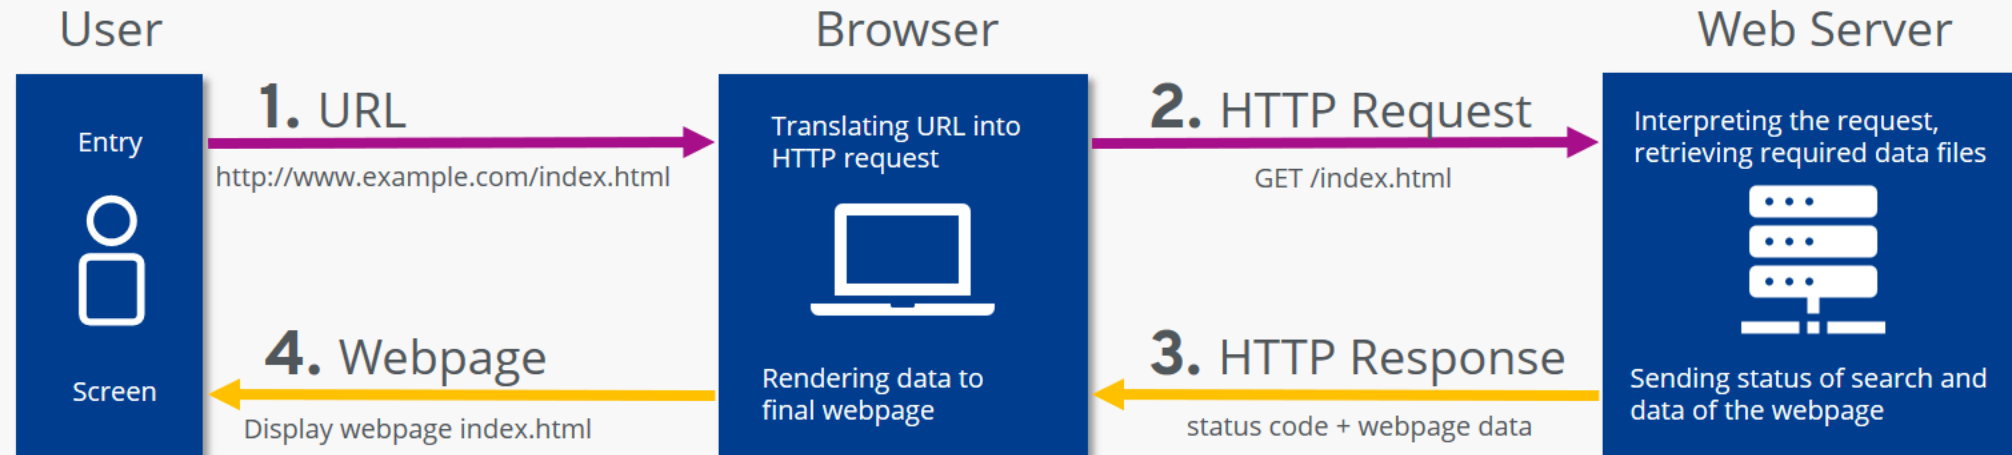 User
Browser
Web Server
Entry
1. URL
http://www.example.com/index.html
Translating URL into
HTTP request
2. HTTP Request
GET /index.html
Interpreting the request,
retrieving required data files
Screen
4. Webpage
Display webpage index.html
Rendering data to
final webpage
3. HTTP Response
status code + webpage data
Sending status of search and
data of the webpage